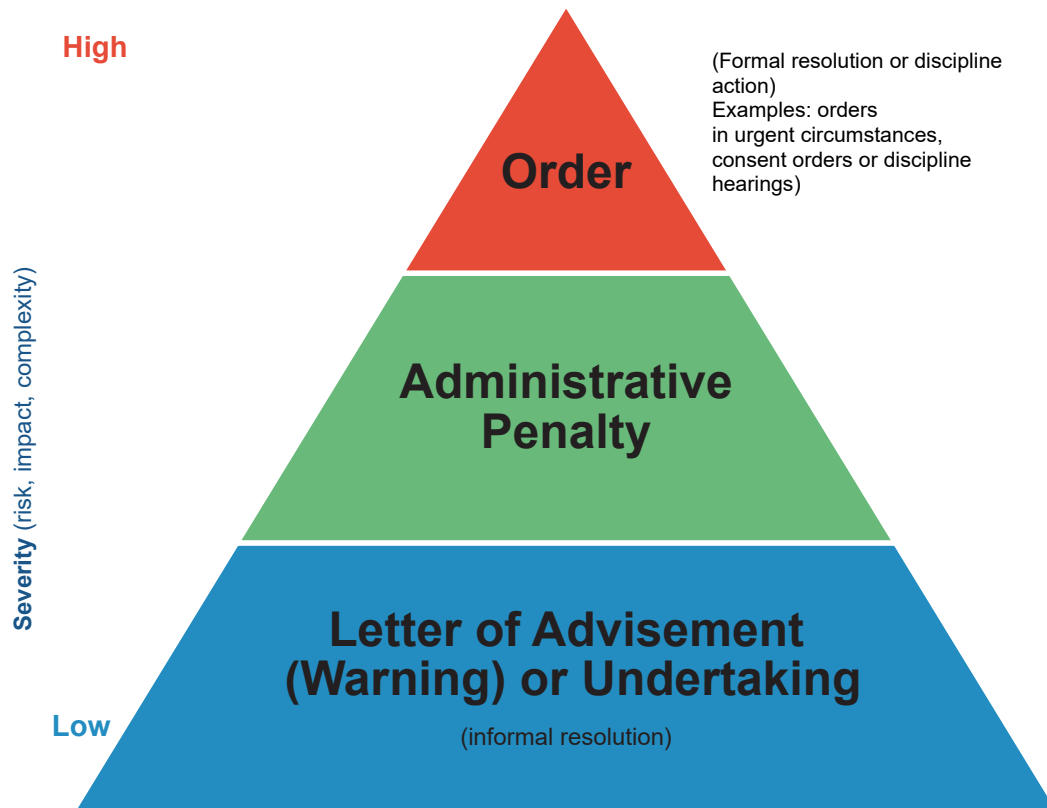 High
(Formal resolution or discipline
action)
Examples: orders
in urgent circumstances,
consent orders or discipline
hearings)
Order
Administrative
Penalty
Severity (risk, impact, complexity)
Letter of Advisement
(Warning) or Undertaking
(informal resolution)
Low